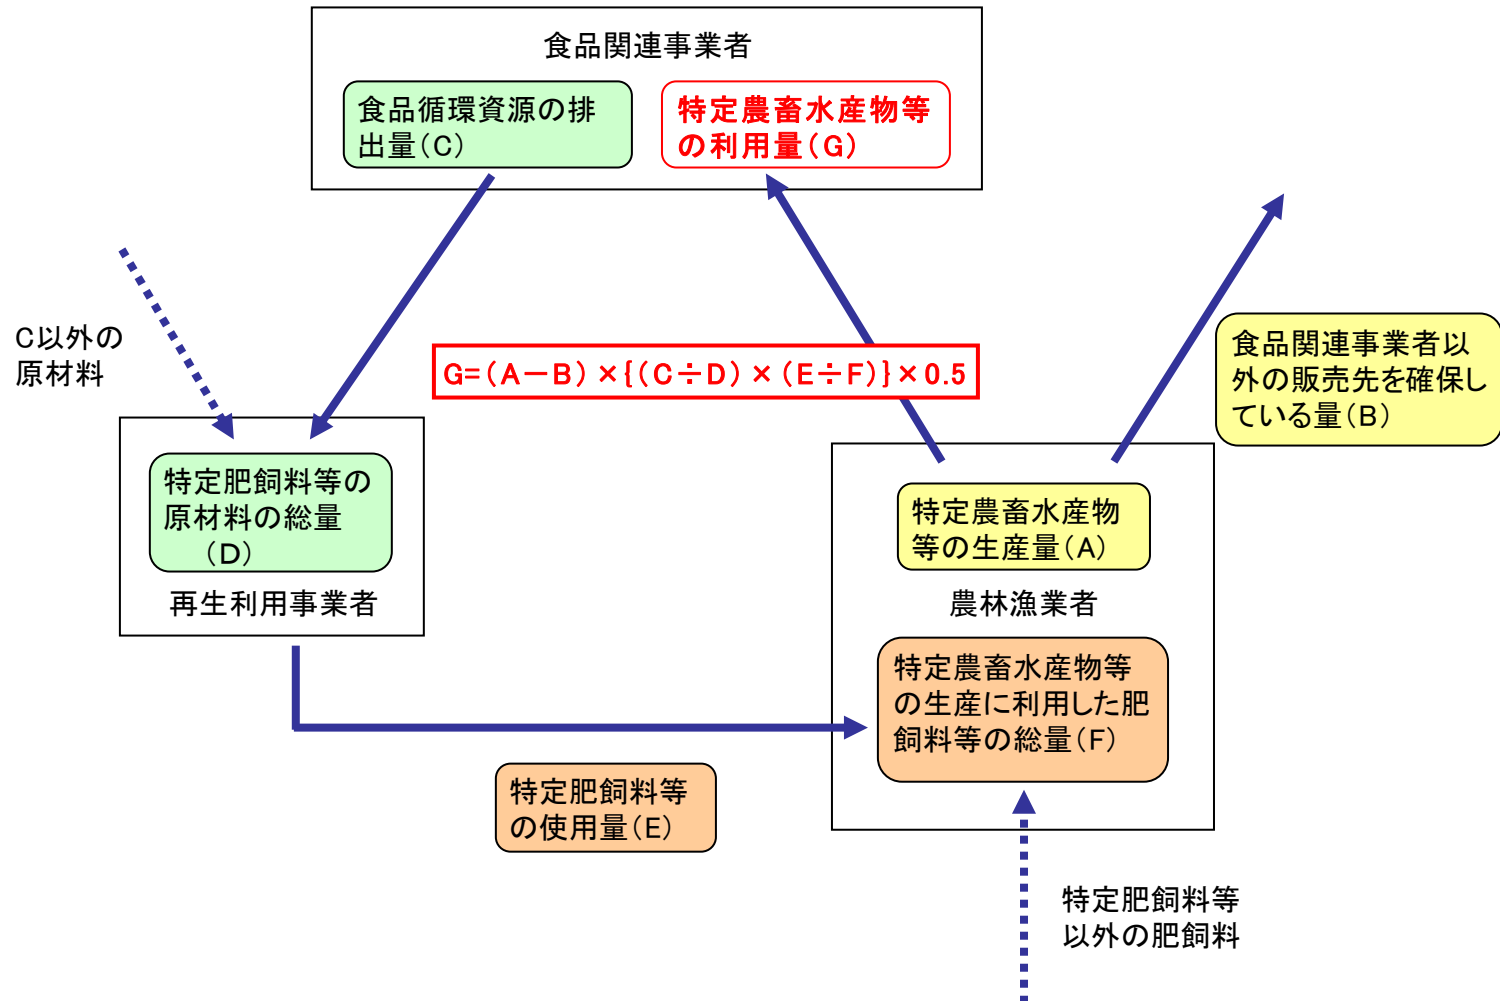 食品関連事業者
食品循環資源の排
出量(C)
特定農畜水産物等
の利用量(G)
C以外の
原材料
G=(A－B)×{(C÷D)×(E÷F)}×0.5
食品関連事業者以
外の販売先を確保し
ている量(B)
特定肥飼料等の
原材料の総量
(D)
再生利用事業者
特定農畜水産物
等の生産量(A)
農林漁業者
特定農畜水産物等
の生産に利用した肥
飼料等の総量(F)
特定肥飼料等
の使用量(E)
特定肥飼料等
以外の肥飼料